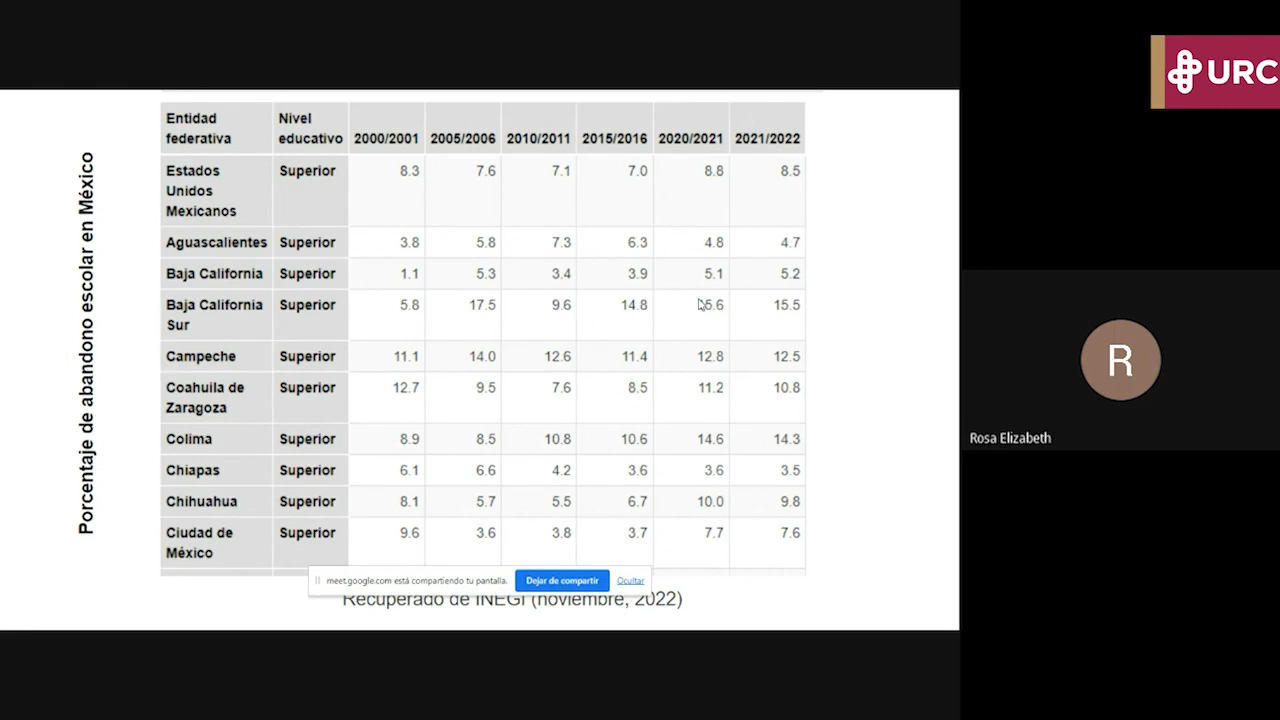 URC
Porcentaje de abandono escolar en México
Entidad federativa Nivel educativo 2000/2001 2005/2006 2010/2011 2015/2016 2020/2021 2021/2022
Estados Unidos Mexicanos Superior 8.3 7.6 7.1 7.0 8.8 8.5
Aguascalientes Superior 3.8 5.8 7.3 6.3 4.8 4.7
Baja California Superior 1.1 5.3 3.4 3.9 5.1 5.2
Baja California Sur Superior 5.8 17.5 9.6 14.8 15.5
Campeche Superior 11.1 14.0 12.6 11.4 12.8 12.5
Coahuila de Zaragoza Superior 12.7 9.5 7.6 8.5 11.2 10.8
Colima Superior 8.9 8.5 10.8 10.6 14.6 14.3
Chiapas Superior 6.1 6.6 4.2 3.6 3.6 3.5
Chihuahua Superior 8.1 5.7 5.5 6.7 10.0 9.8
Ciudad de México Superior 9.6 3.6 3.8 3.7 7.7 7.6
meet.google.com está compartiendo tu pantalla. Dejar de compartir Ocultar
Recuperado de INEGI (noviembre, 2022)
R
Rosa Elizabeth